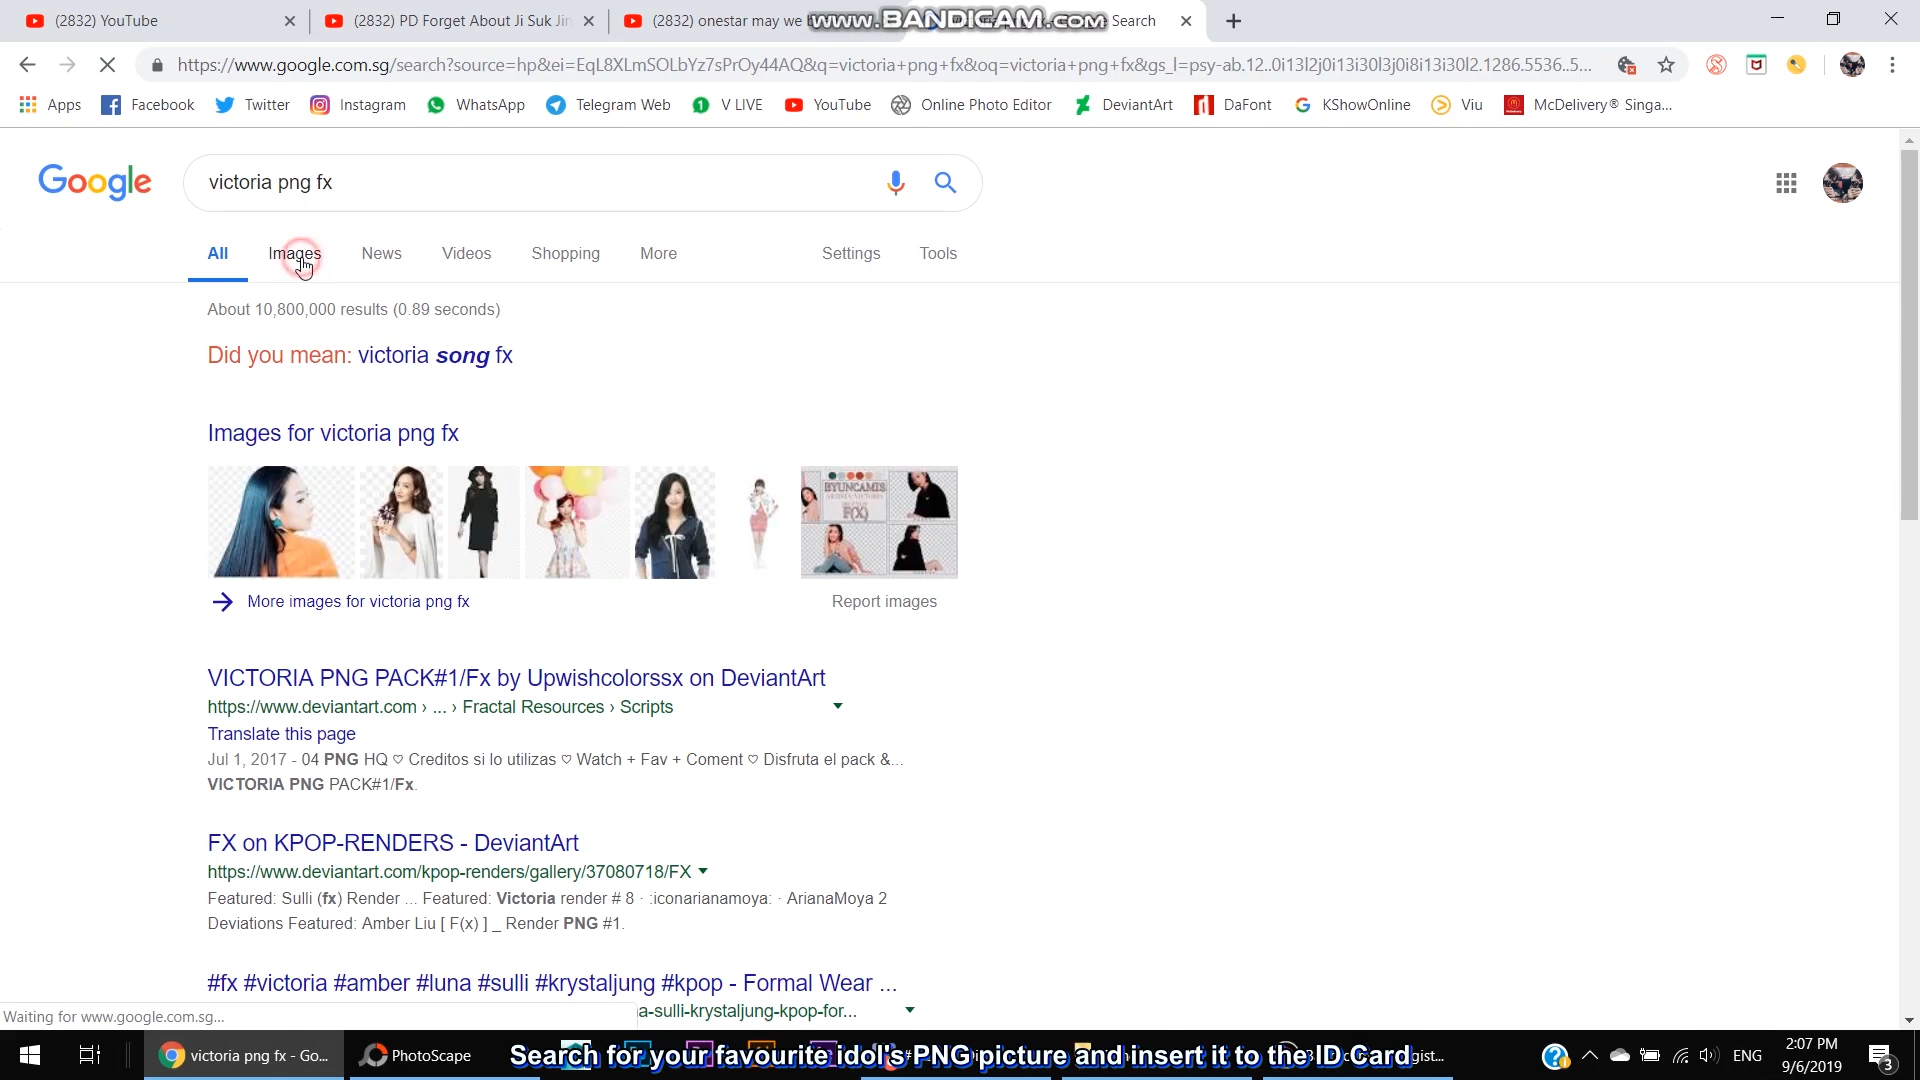 (2832) YouTube
(2832) PD Forget About Ji Suk Jin
(2832) onestar may we b
Search
www.BANDICAM.com
https://www.google.com.sg/search?source=hp&ei=EqL8XLmSOLbYz7sPrOy44AQ&q=victoria+png+fx&oq=victoria+png+fx&gs_l=psy-ab.12..0i13l2j0i13i30l3j0i8i13i30l2.1286.5536..5...
Apps
Facebook
Twitter
Instagram
WhatsApp
Telegram Web
V LIVE
YouTube
Online Photo Editor
DeviantArt
DaFont
KShowOnline
Viu
McDelivery® Singa...
Google
victoria png fx
All
Images
News
Videos
Shopping
More
Settings
Tools
About 10,800,000 results (0.89 seconds)
Did you mean: victoria song fx
Images for victoria png fx
BYUNCAMIS
F(X)
More images for victoria png fx
Report images
VICTORIA PNG PACK#1/Fx by Upwishcolorssx on DeviantArt
https://www.deviantart.com › ... › Fractal Resources › Scripts
Translate this page
Jul 1, 2017 - 04 PNG HQ ♡ Creditos si lo utilizas ♡ Watch + Fav + Coment ♡ Disfruta el pack &...
VICTORIA PNG PACK#1/Fx.
FX on KPOP-RENDERS - DeviantArt
https://www.deviantart.com/kpop-renders/gallery/37080718/FX
Featured: Sulli (fx) Render ... Featured: Victoria render # 8 · :iconarianamoya: · ArianaMoya 2
Deviations Featured: Amber Liu [ F(x) ] _ Render PNG #1.
#fx #victoria #amber #luna #sulli #krystaljung #kpop - Formal Wear ...
a-sulli-krystaljung-kpop-for...
Waiting for www.google.com.sg...
victoria png fx - Go...
PhotoScape
Search for your favourite idol's PNG picture and insert it to the ID Card
gist...
ENG
2:07 PM
9/6/2019
3